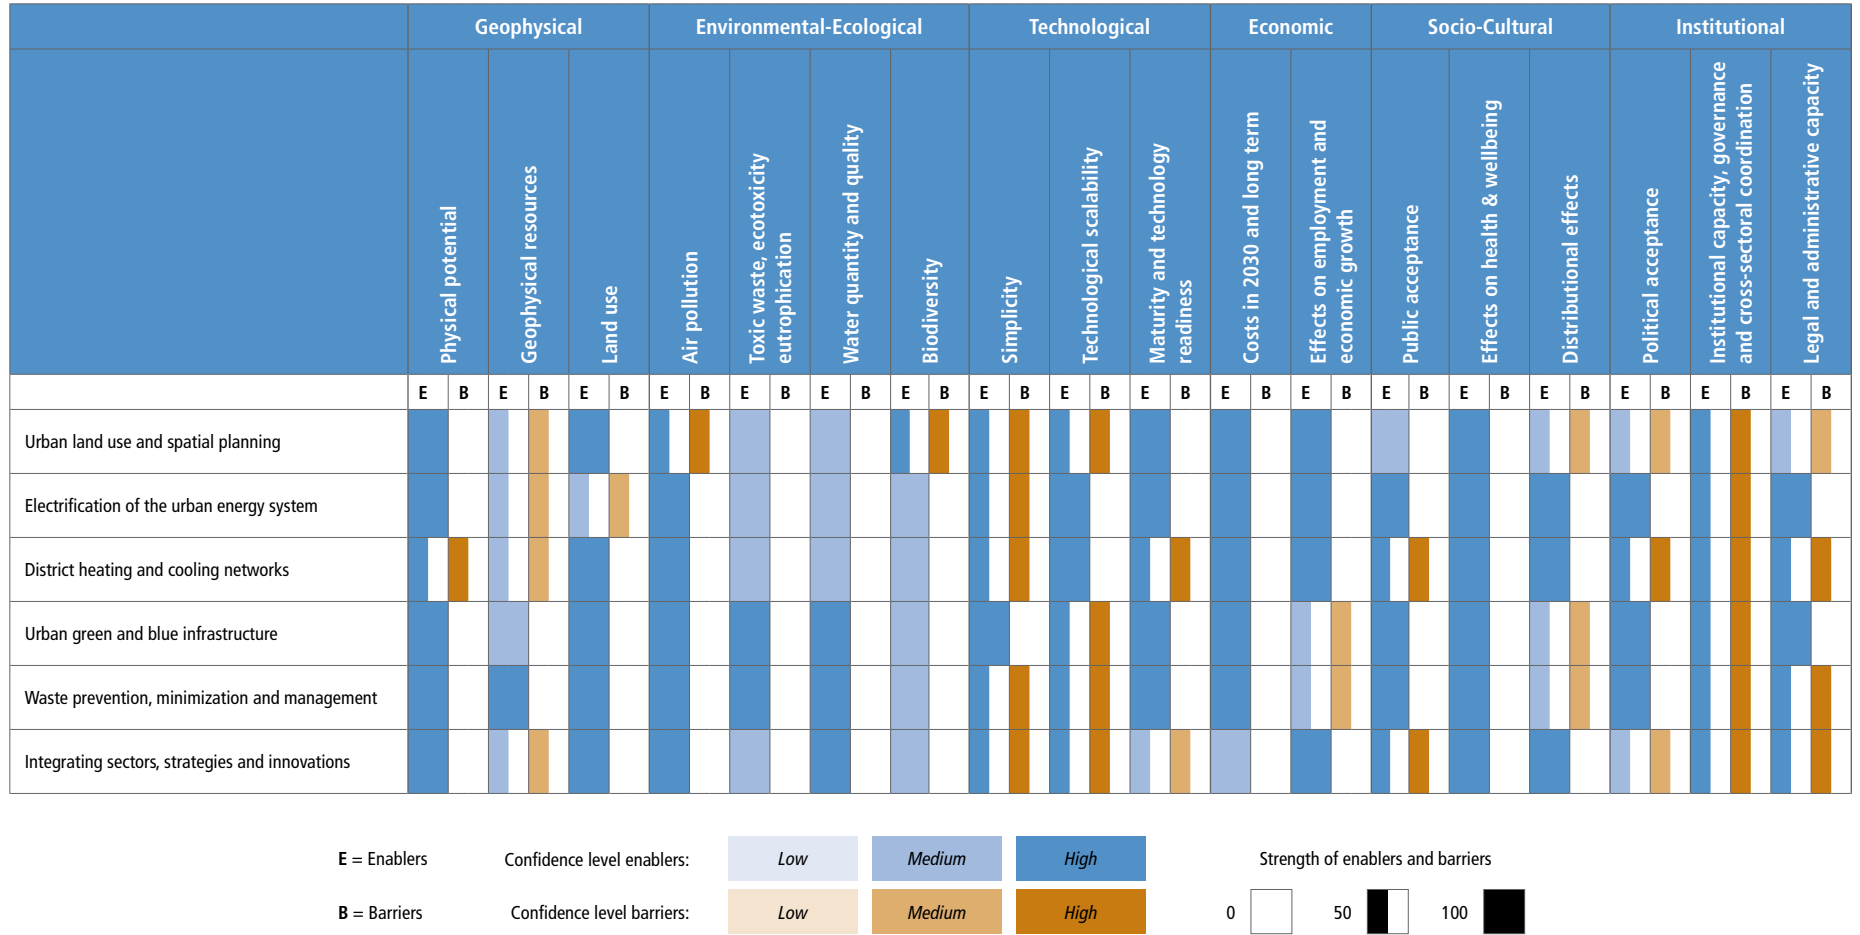 Geophysical
Environmental-Ecological
Technological
Economic
Socio-Cultural
Institutional
Physical potential
Geophysical resources
Land use
Air pollution
Toxic waste, ecotoxicity
eutrophication
Water quantity and quality
Biodiversity
Simplicity
Technological scalability
Maturity and technology
readiness
Costs in 2030 and long term
Effects on employment and
economic growth
Public acceptance
Effects on health & wellbeing
Distributional effects
Political acceptance
Institutional capacity, governance
and cross-sectoral coordination
Legal and administrative capacity
E B E B E B E B E B E B E B E B E B E B E B E B E B E B E B E B E B E B
Urban land use and spatial planning
Electrification of the urban energy system
District heating and cooling networks
Urban green and blue infrastructure
Waste prevention, minimization and management
Integrating sectors, strategies and innovations
E = Enablers
Confidence level enablers:
Low
Medium
High
Strength of enablers and barriers
B = Barriers
Confidence level barriers:
Low
Medium
High
0
50
100